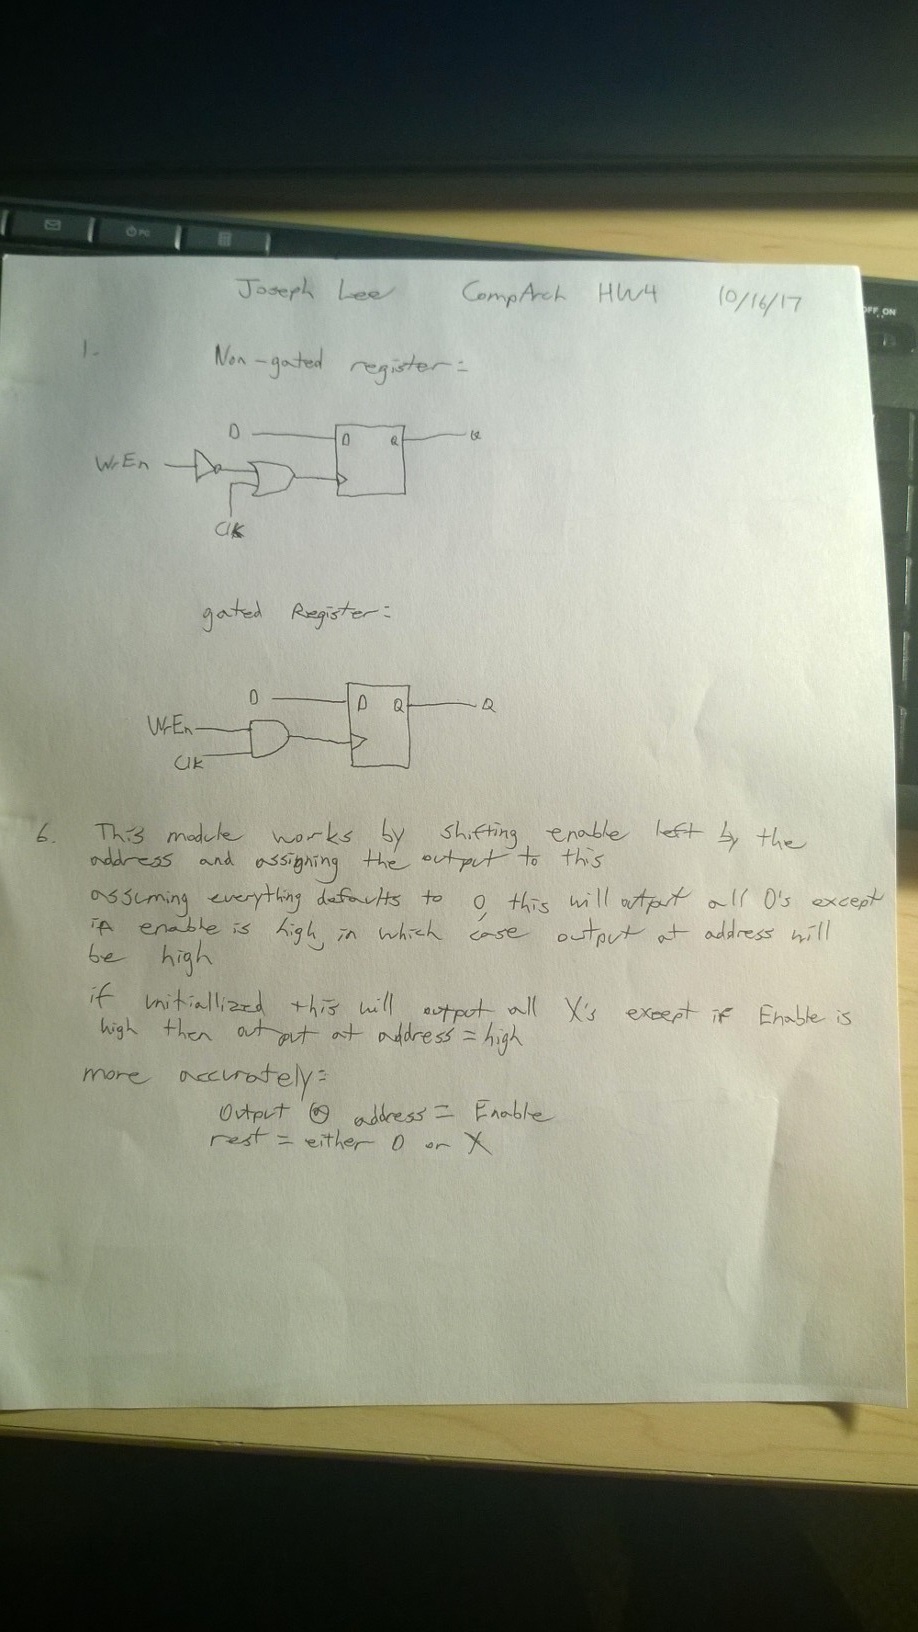 PC
OFF ON
Joseph Lee CompArch HW4 10/16/17
1. Non-gated register:
D D Q Q
WrEn
Clk
gated Register:
D D Q Q
WrEn
Clk
6. This module works by shifting enable left by the
address and assigning the output to this
assuming everything defaults to 0, this will output all 0's except
if enable is high, in which case output at address will
be high
if unitiallized this will output all X's except if Enable is
high then output at address = high
more accurately:
Output @ address = Enable
rest = either 0 or X